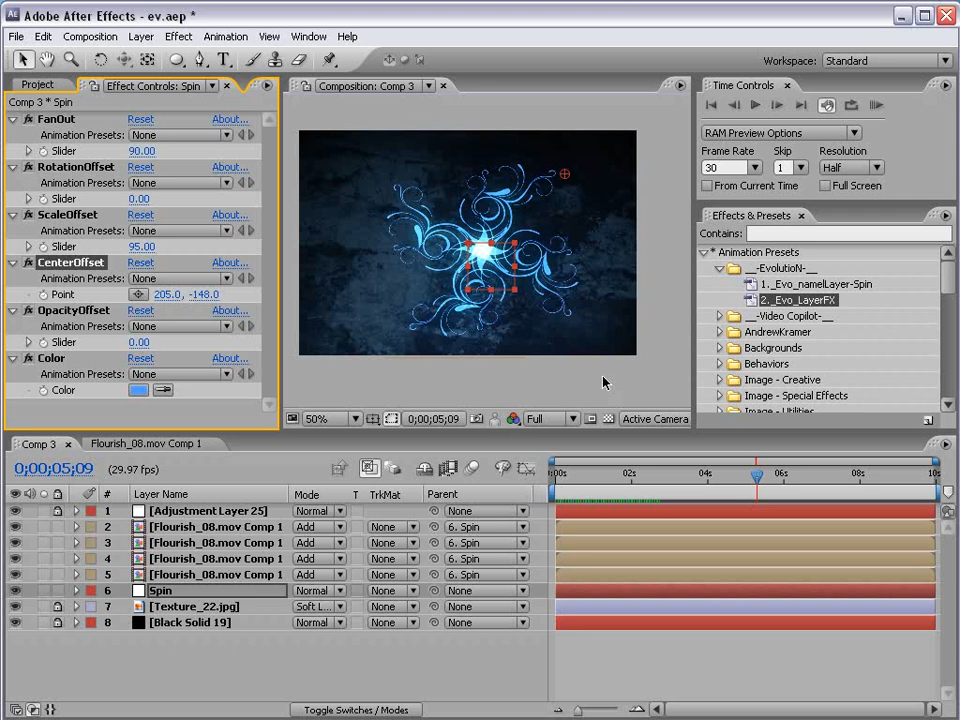 Adobe After Effects - ev.aep *
File Edit Composition Layer Effect Animation View Window Help
Workspace: Standard
Project Effect Controls: Spin
Comp 3 * Spin
FanOut Reset About...
Animation Presets: None
Slider 90.00
RotationOffset Reset About...
Animation Presets: None
Slider 0.00
ScaleOffset Reset About...
Animation Presets: None
Slider 95.00
CenterOffset Reset About...
Animation Presets: None
Point 205.0, -148.0
OpacityOffset Reset About...
Animation Presets: None
Slider 0.00
Color Reset About...
Animation Presets: None
Color
Composition: Comp 3
50% 0;00;05;09 Full Active Camera
Time Controls
RAM Preview Options
Frame Rate Skip Resolution
30 1 Half
From Current Time Full Screen
Effects & Presets
Contains:
* Animation Presets
__-EvolutioN-__
1._Evo_nameLayer-Spin
2._Evo_LayerFX
__-Video Copilot-__
AndrewKramer
Backgrounds
Behaviors
Image - Creative
Image - Special Effects
Image - Utilities
Comp 3 Flourish_08.mov Comp 1
0;00;05;09 (29.97 fps)
:00s 02s 04s 06s 08s 10s
# Layer Name Mode T TrkMat Parent
1 [Adjustment Layer 25] Normal None
2 [Flourish_08.mov Comp 1 Add None 6. Spin
3 [Flourish_08.mov Comp 1 Add None 6. Spin
4 [Flourish_08.mov Comp 1 Add None 6. Spin
5 [Flourish_08.mov Comp 1 Add None 6. Spin
6 Spin Normal None None
7 [Texture_22.jpg] Soft L... None None
8 [Black Solid 19] Normal None None
Toggle Switches / Modes